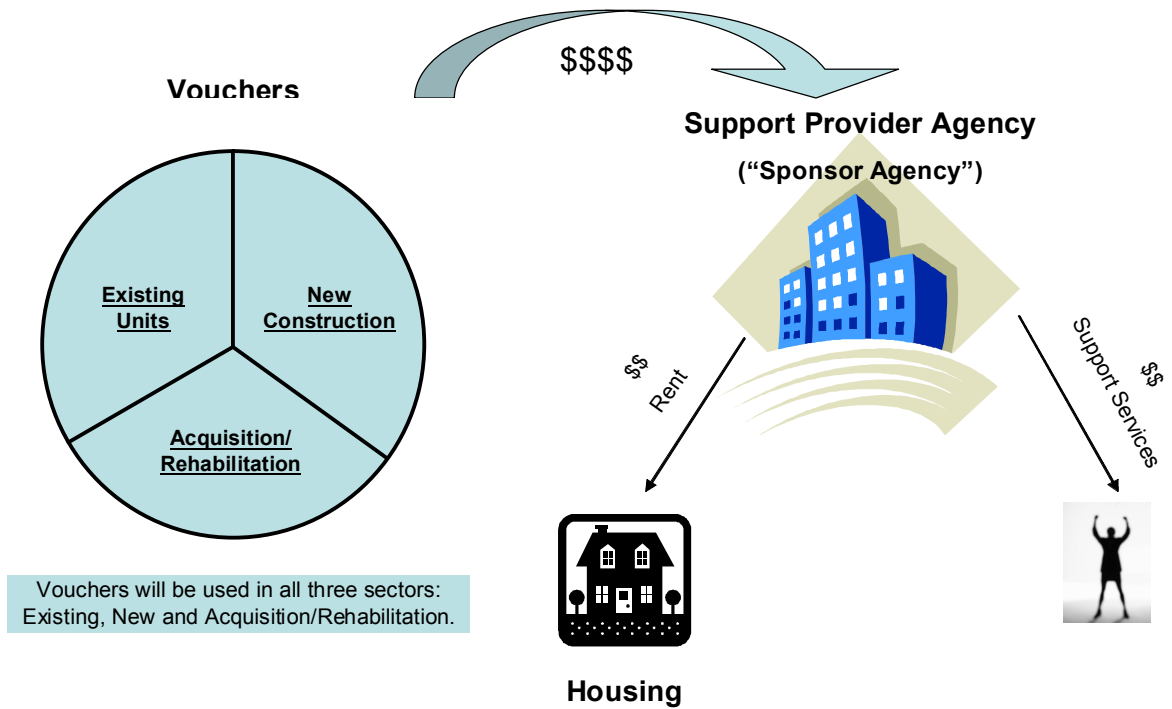 $$$$
Vouchers
Support Provider Agency
(“Sponsor Agency”)
Existing
Units
New
Construction
Acquisition/
Rehabilitation
$$
Rent
$$
Support Services
Vouchers will be used in all three sectors:
Existing, New and Acquisition/Rehabilitation.
Housing